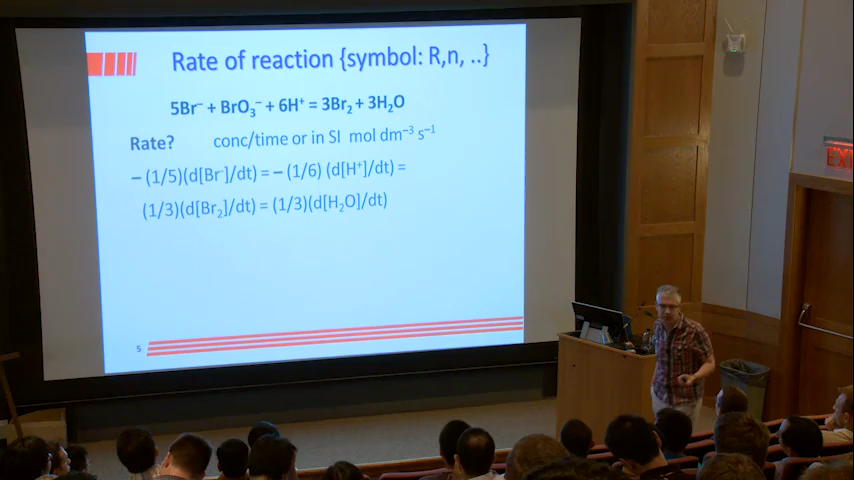 Rate of reaction {symbol: R,n, ..}
5Br⁻ + BrO₃⁻ + 6H⁺ = 3Br₂ + 3H₂O
Rate? conc/time or in SI mol dm⁻³ s⁻¹
– (1/5)(d[Br⁻]/dt) = – (1/6) (d[H⁺]/dt) =
(1/3)(d[Br₂]/dt) = (1/3)(d[H₂O]/dt)
5